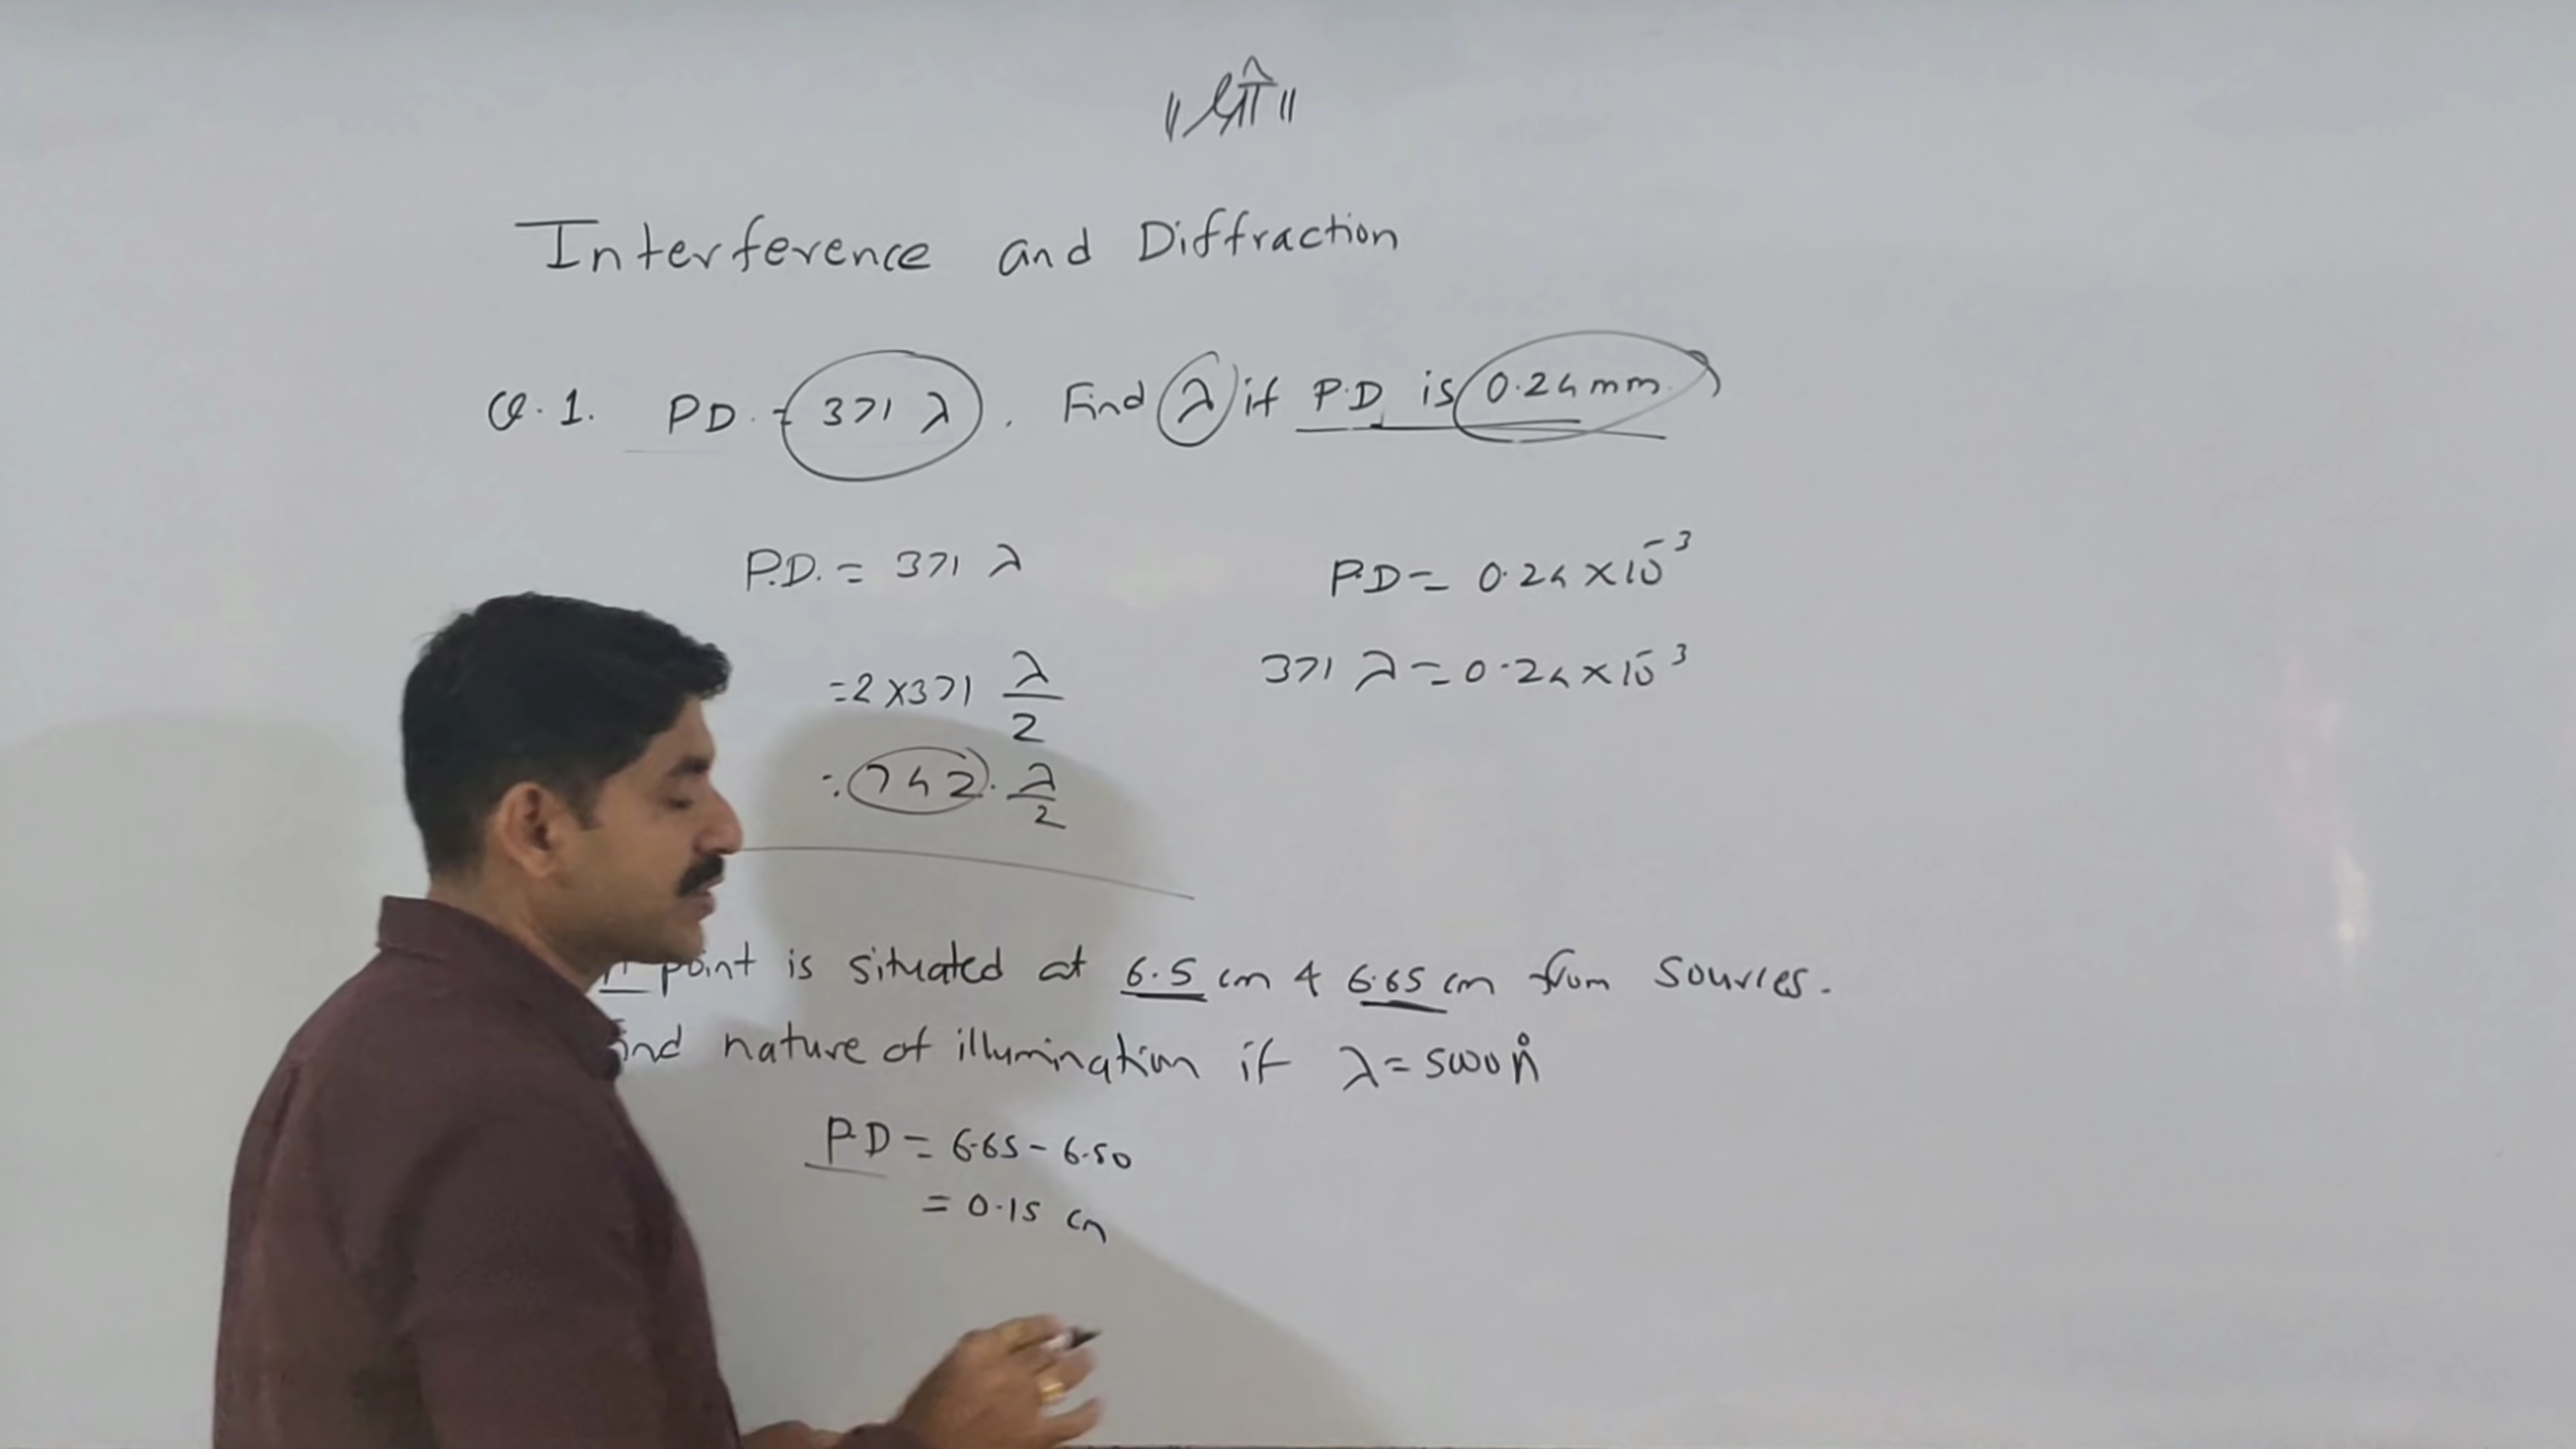 ॥ श्री ॥
Interference and Diffraction
Q.1. PD = 371 λ. Find λ if P.D is 0.24 mm.
P.D. = 371 λ
= 2 × 371 λ/2
= 742 · λ/2
P.D = 0.24 × 10⁻³
371 λ = 0.24 × 10⁻³
point is situated at 6.5 cm & 6.65 cm from sources.
nature of illumination if λ = 5000 Å
P.D = 6.65 - 6.50
= 0.15 cm